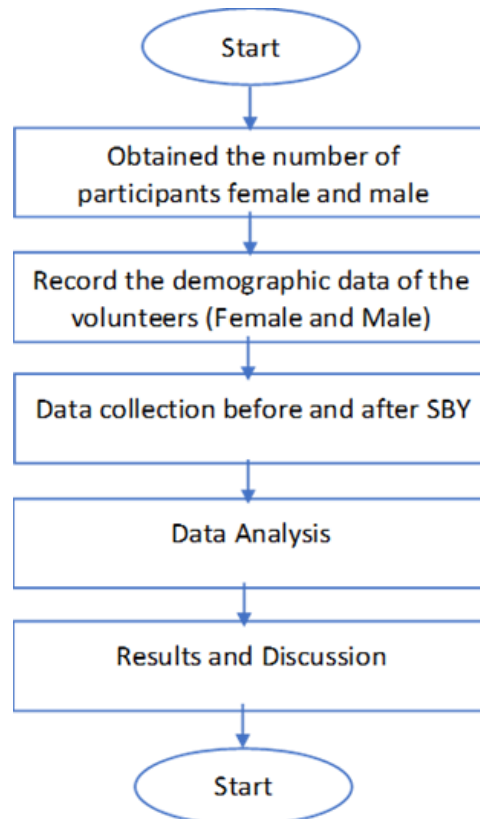 Start
Obtained the number of
participants female and male
Record the demographic data of the
volunteers (Female and Male)
Data collection before and after SBY
Data Analysis
Results and Discussion
Start